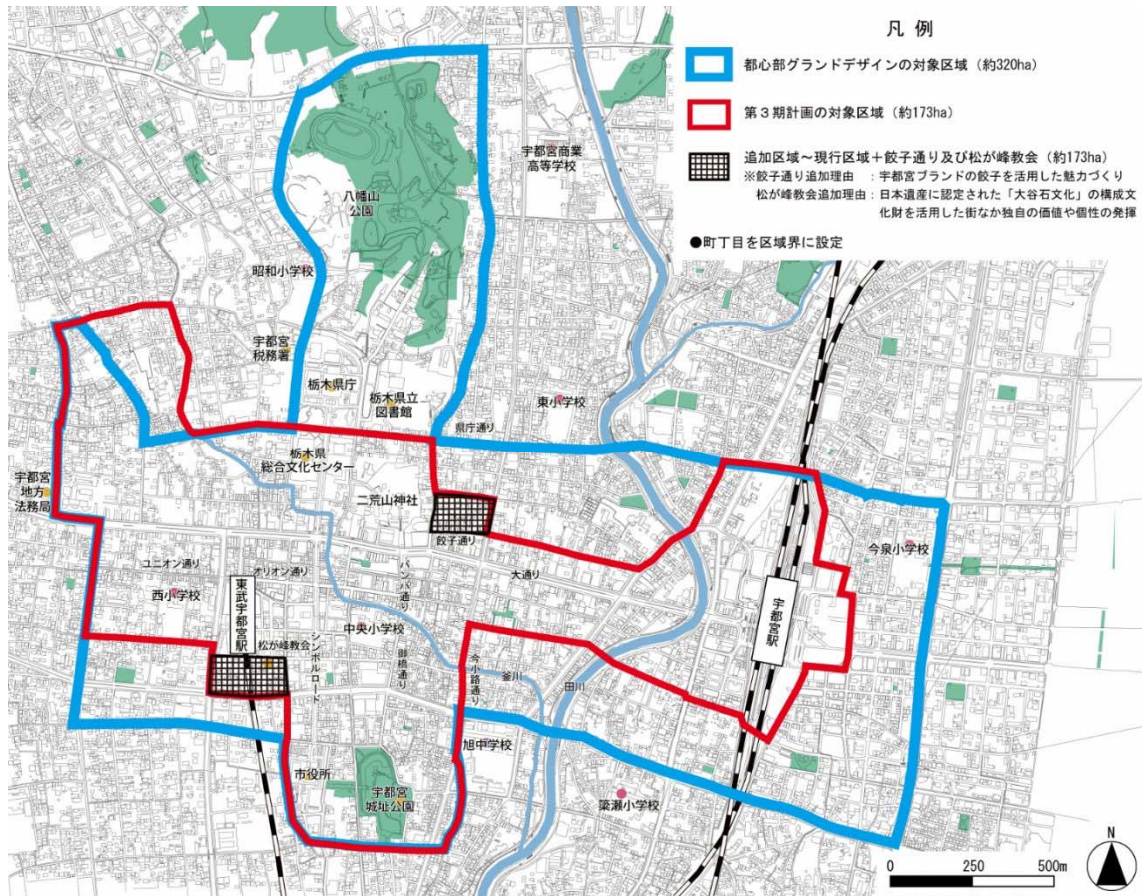 凡 例
都心部グランドデザインの対象区域（約320ha）
第３期計画の対象区域（約173ha）
追加区域～現行区域＋餃子通り及び松が峰教会（約173ha）
※餃子通り追加理由 ：宇都宮ブランドの餃子を活用した魅力づくり
松が峰教会追加理由：日本遺産に認定された「大谷石文化」の構成文
化財を活用した街なか独自の価値や個性の発揮
●町丁目を区域界に設定
宇都宮商業
高等学校
八幡山
公園
昭和小学校
宇都宮
税務署
栃木県庁
栃木県立
図書館
東小学校
県庁通り
栃木県
総合文化センター
宇都宮
地方
法務局
二荒山神社
餃子通り
今泉小学校
ユニオン通り
オリオン通り
バンバ通り
大通り
西小学校
東武宇都宮駅
宇都宮駅
中央小学校
松が峰教会
シンボルロード
御橋通り
今小路通り
釜川
田川
旭中学校
市役所
宇都宮
城址公園
簗瀬小学校
N
0 250 500m